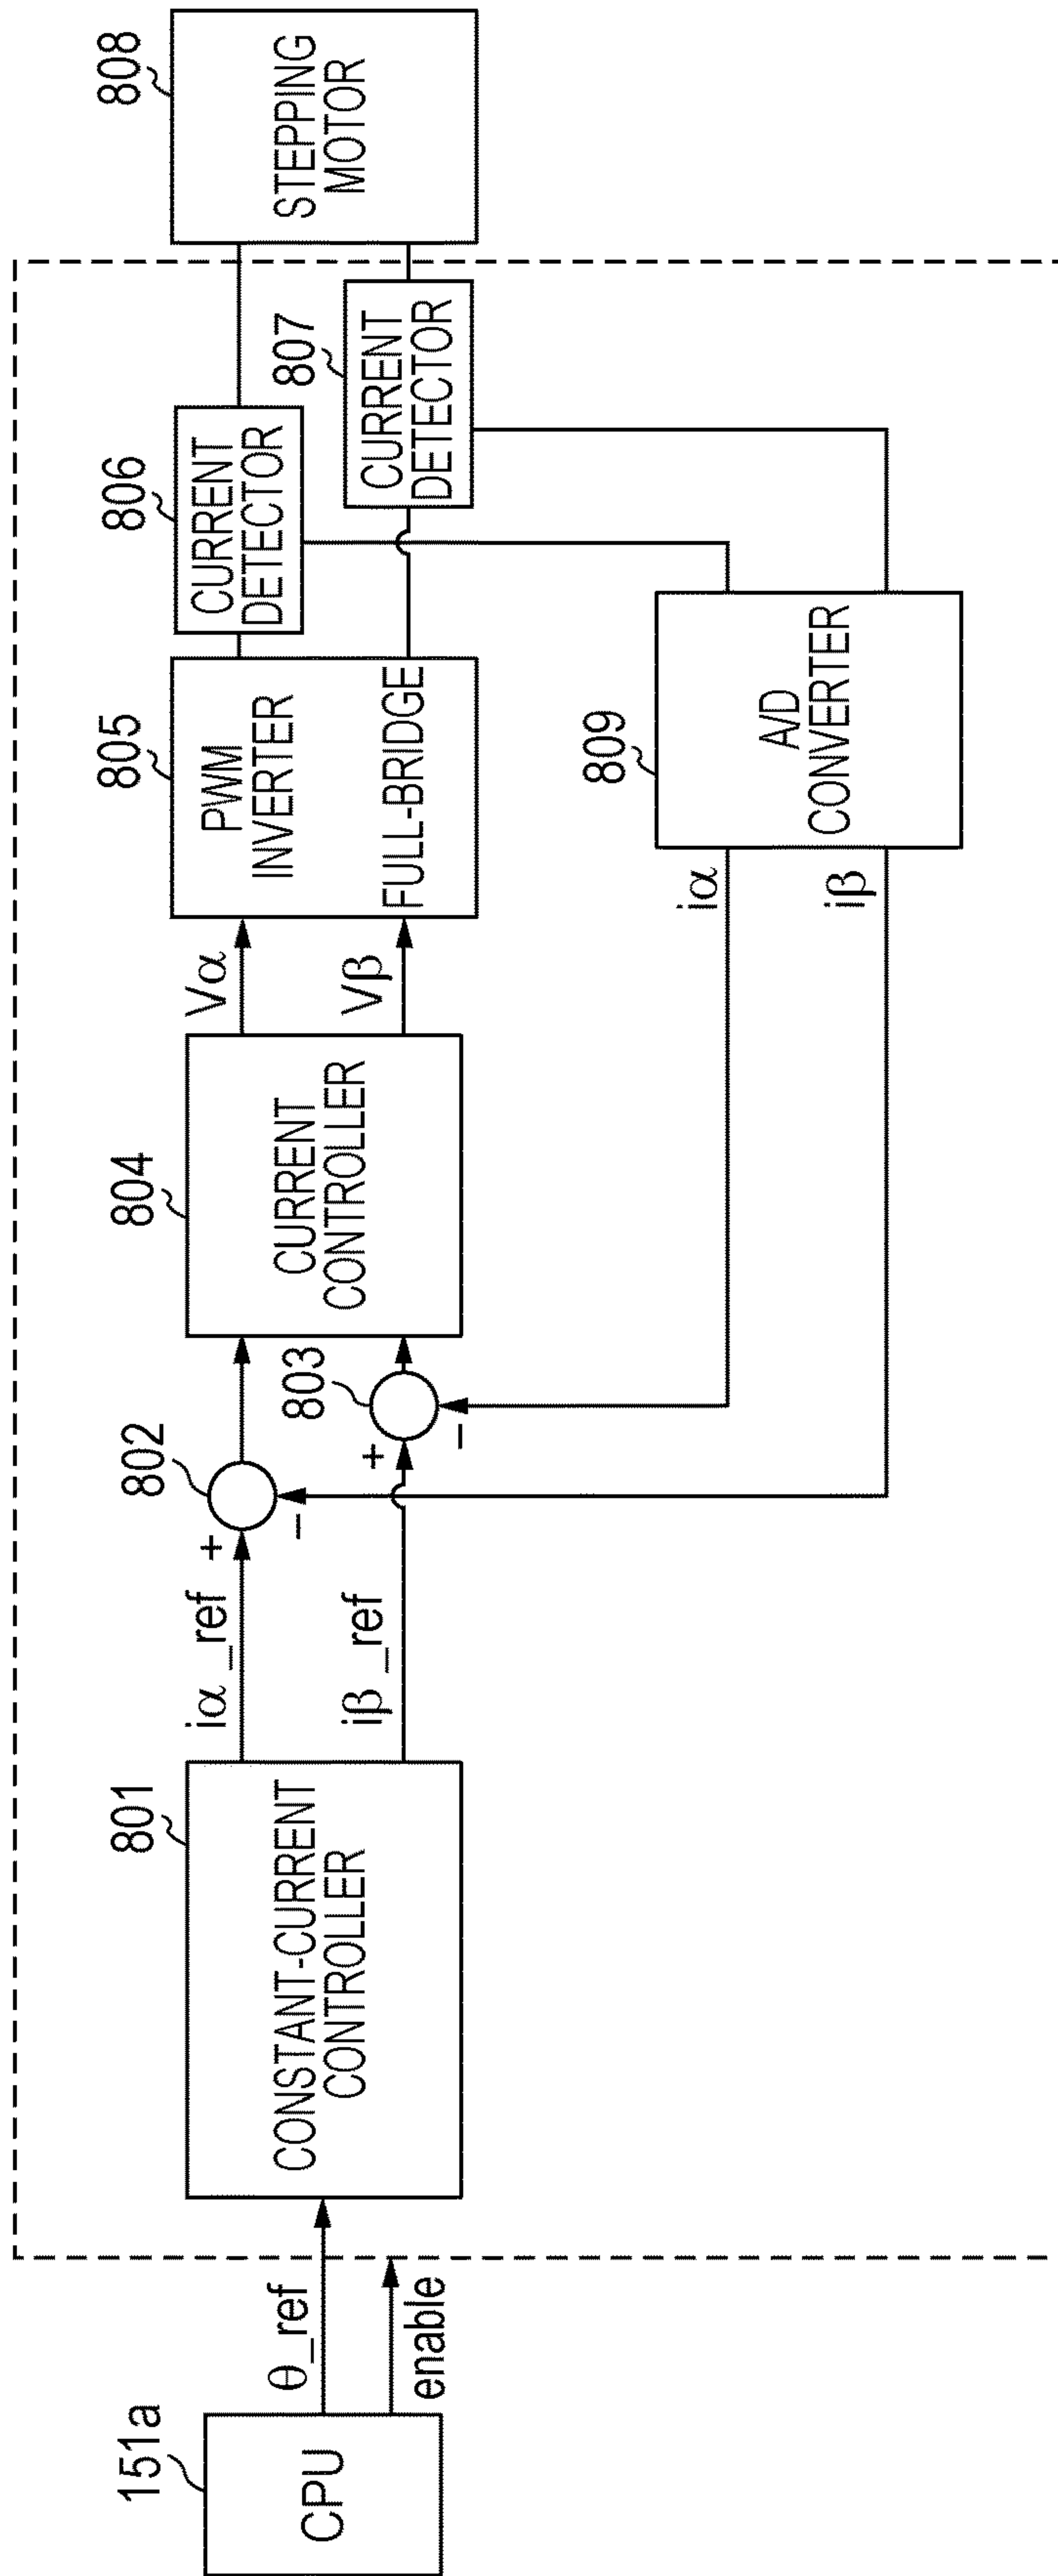 151a
CPU
θ_ref
enable
801
CONSTANT-CURRENT
CONTROLLER
iα_ref
iβ_ref
802
+
−
803
+
−
804
CURRENT
CONTROLLER
Vα
Vβ
805
PWM
INVERTER
FULL-BRIDGE
806
CURRENT
DETECTOR
807
CURRENT
DETECTOR
808
STEPPING
MOTOR
809
A/D
CONVERTER
iα
iβ